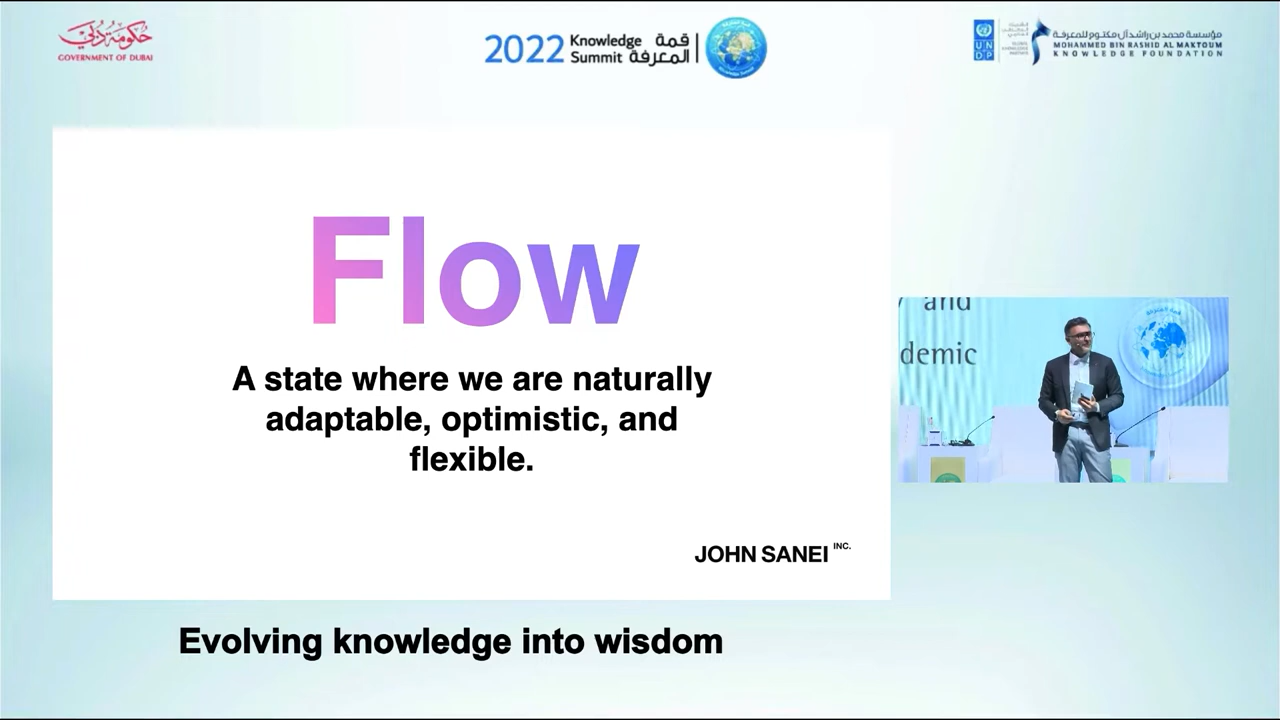 حكومة دبي
GOVERNMENT OF DUBAI
2022 Knowledge Summit قمة المعرفة
UNDP
مؤسسة محمد بن راشد آل مكتوم للمعرفة
MOHAMMED BIN RASHID AL MAKTOUM
KNOWLEDGE FOUNDATION
Flow
A state where we are naturally
adaptable, optimistic, and
flexible.
JOHN SANEI INC.
and
demic
Evolving knowledge into wisdom